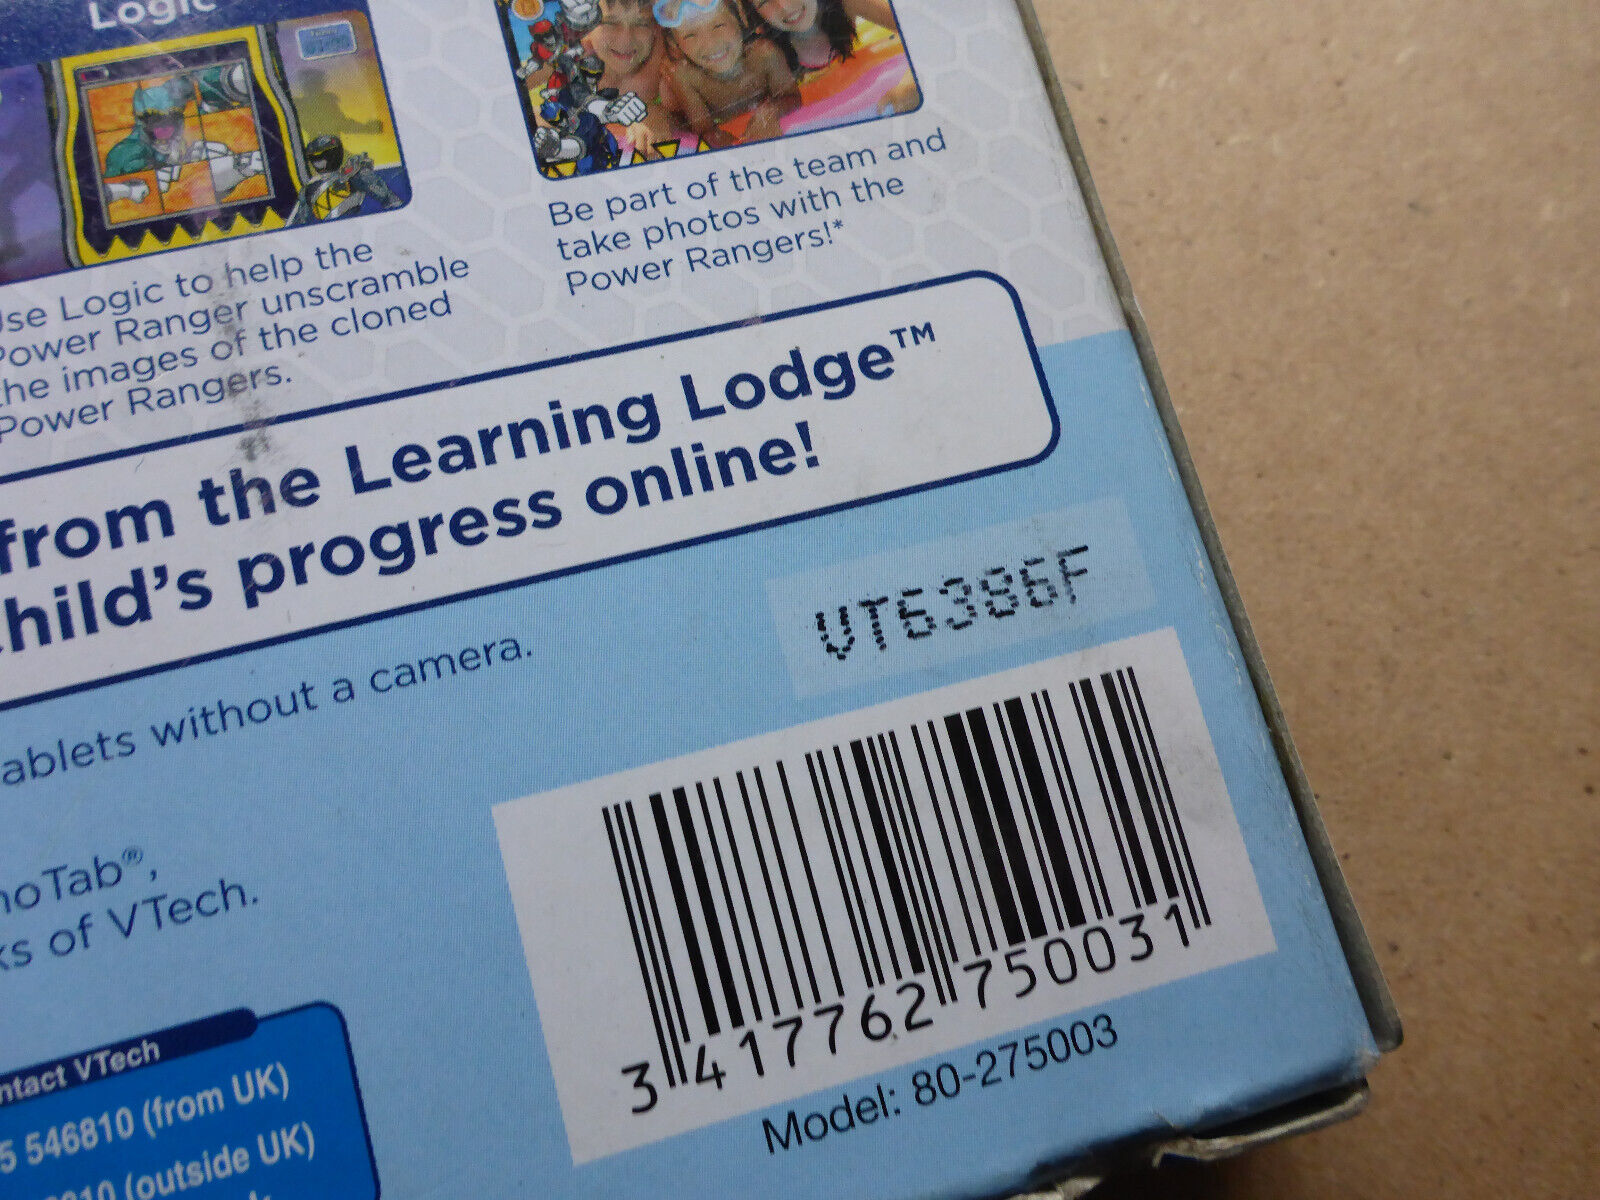 Logic
Use Logic to help the
Power Ranger unscramble
the images of the cloned
Power Rangers.
Be part of the team and
take photos with the
Power Rangers!*
from the Learning Lodge™
child's progress online!
ablets without a camera.
noTab®,
ks of VTech.
ntact VTech
5 546810 (from UK)
810 (outside UK)
VT6386F
3 417762 750031
Model: 80-275003